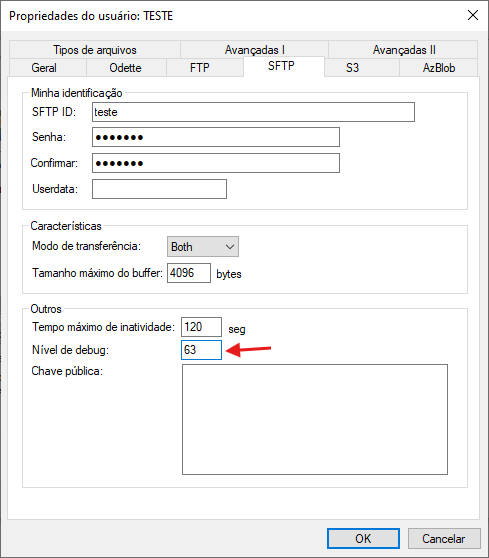 Propriedades do usuário: TESTE
Tipos de arquivos Avançadas I Avançadas II
Geral Odette FTP SFTP S3 AzBlob
Minha identificação
SFTP ID: teste
Senha: ●●●●●●●
Confirmar: ●●●●●●●
Userdata:
Características
Modo de transferência: Both
Tamanho máximo do buffer: 4096 bytes
Outros
Tempo máximo de inatividade: 120 seg
Nível de debug: 63
Chave pública:
OK Cancelar